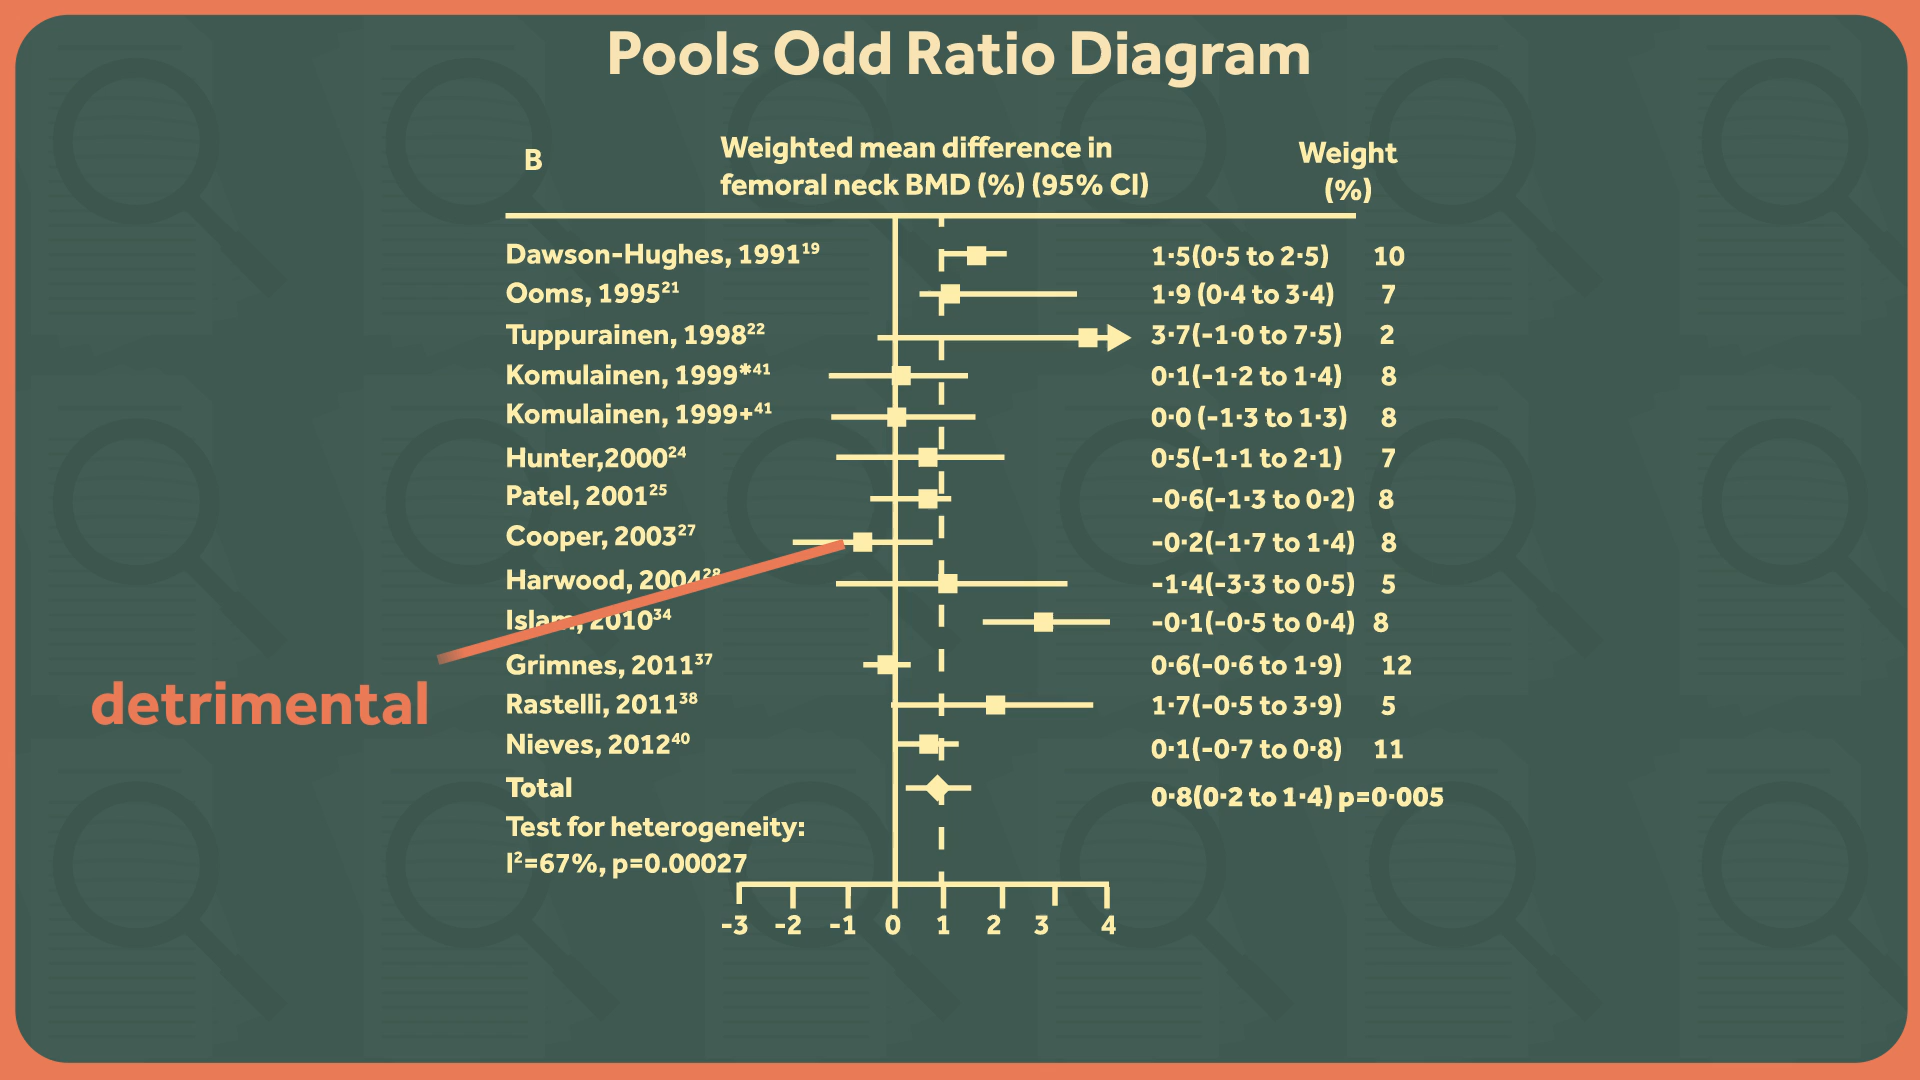 Pools Odd Ratio Diagram
B Weighted mean difference in femoral neck BMD (%) (95% CI) Weight (%)
Dawson-Hughes, 1991¹⁹ 1·5(0·5 to 2·5) 10
Ooms, 1995²¹ 1·9 (0·4 to 3·4) 7
Tuppurainen, 1998²² 3·7(-1·0 to 7·5) 2
Komulainen, 1999*⁴¹ 0·1(-1·2 to 1·4) 8
Komulainen, 1999+⁴¹ 0·0 (-1·3 to 1·3) 8
Hunter,2000²⁴ 0·5(-1·1 to 2·1) 7
Patel, 2001²⁵ -0·6(-1·3 to 0·2) 8
Cooper, 2003²⁷ -0·2(-1·7 to 1·4) 8
Harwood, 2004²⁸ -1·4(-3·3 to 0·5) 5
Islam, 2010³⁴ -0·1(-0·5 to 0·4) 8
Grimnes, 2011³⁷ 0·6(-0·6 to 1·9) 12
detrimental
Rastelli, 2011³⁸ 1·7(-0·5 to 3·9) 5
Nieves, 2012⁴⁰ 0·1(-0·7 to 0·8) 11
Total 0·8(0·2 to 1·4) p=0·005
Test for heterogeneity:
I²=67%, p=0.00027
-3 -2 -1 0 1 2 3 4